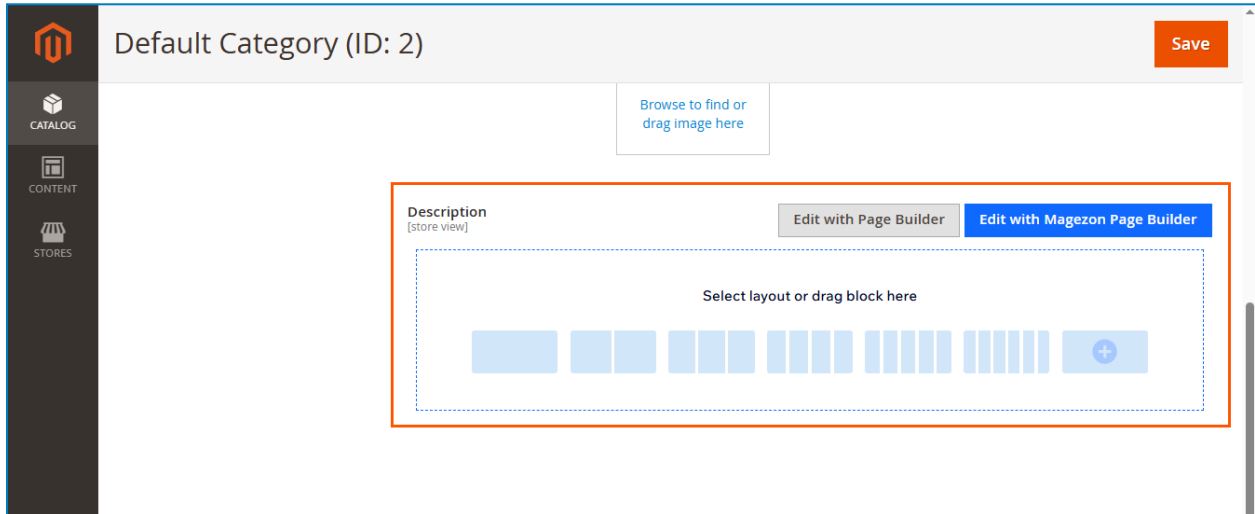 Default Category (ID: 2)
Save
CATALOG
CONTENT
STORES
Browse to find or
drag image here
Description
[store view]
Edit with Page Builder
Edit with Magezon Page Builder
Select layout or drag block here